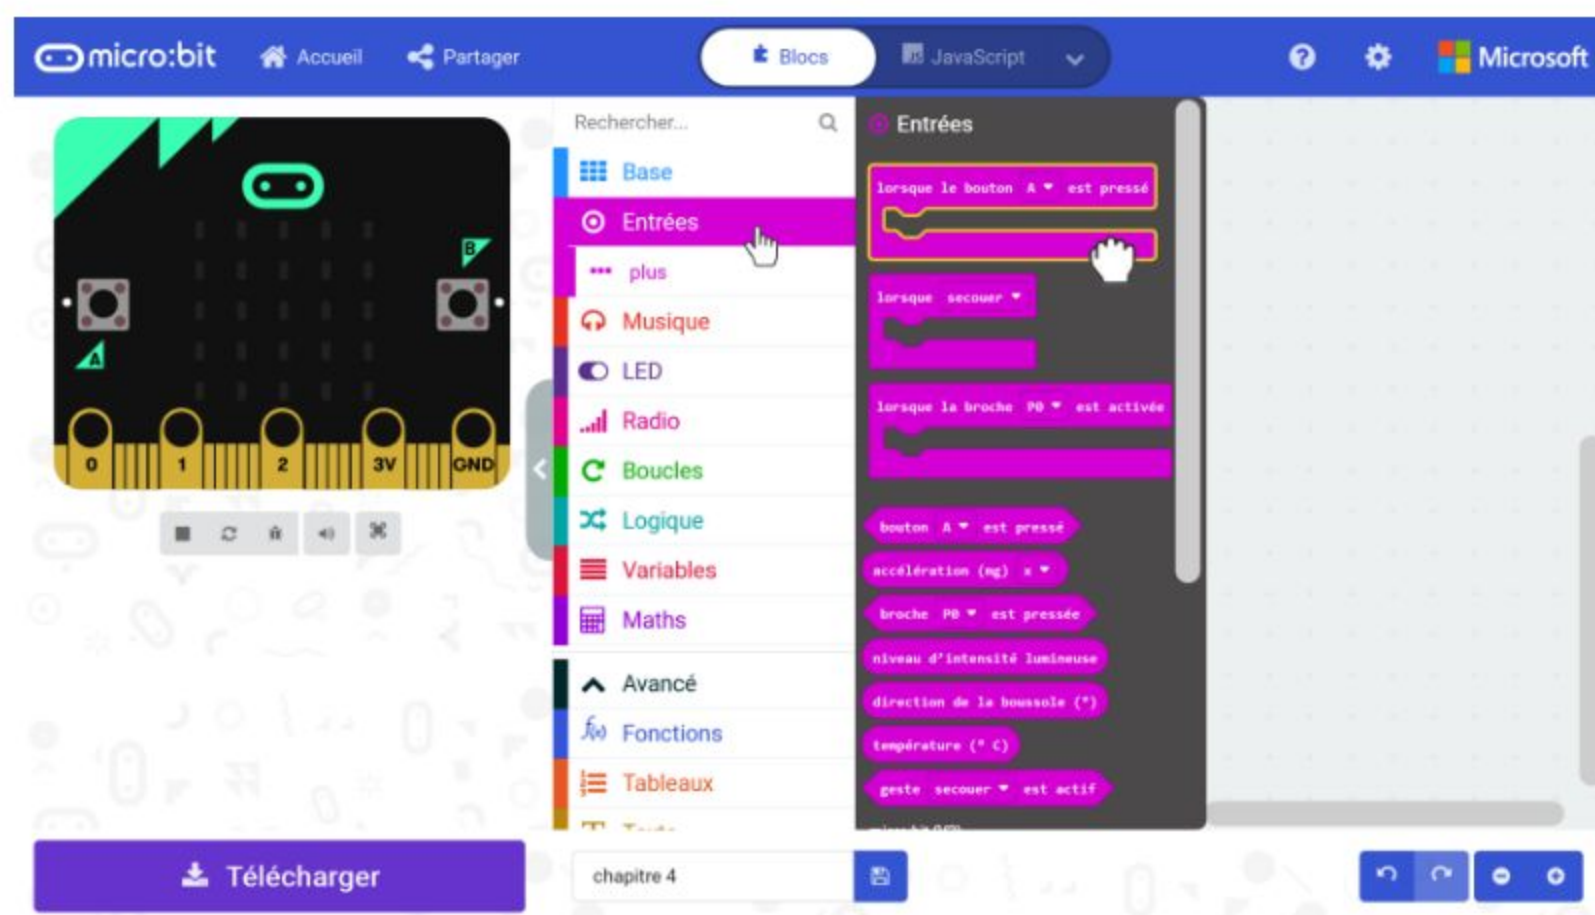 micro:bit
Accueil
Partager
Blocs
JS JavaScript
Microsoft
B
A
0
1
2
3V
GND
Rechercher...
Base
Entrées
plus
Musique
LED
Radio
Boucles
Logique
Variables
Maths
Avancé
f(x) Fonctions
Tableaux
Entrées
lorsque le bouton A est pressé
lorsque secouer
lorsque la broche P0 est activée
bouton A est pressé
accélération (mg) x
broche P0 est pressée
niveau d'intensité lumineuse
direction de la boussole (°)
température (° C)
geste secouer est actif
Télécharger
chapitre 4